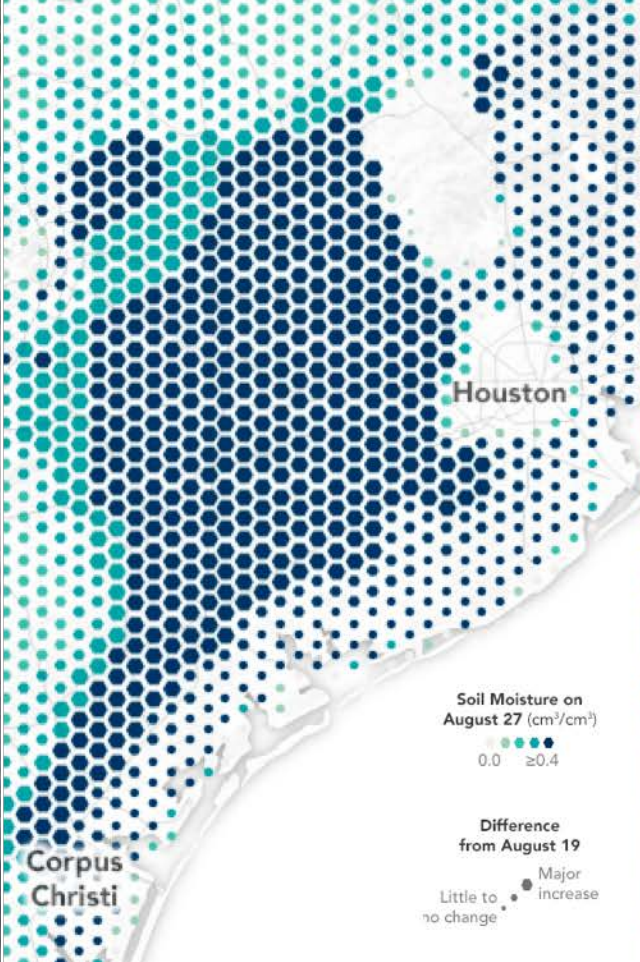 Houston
Soil Moisture on
August 27 (cm³/cm³)
0.0 ≥0.4
Difference
from August 19
Major
increase
Little to
no change
Corpus
Christi